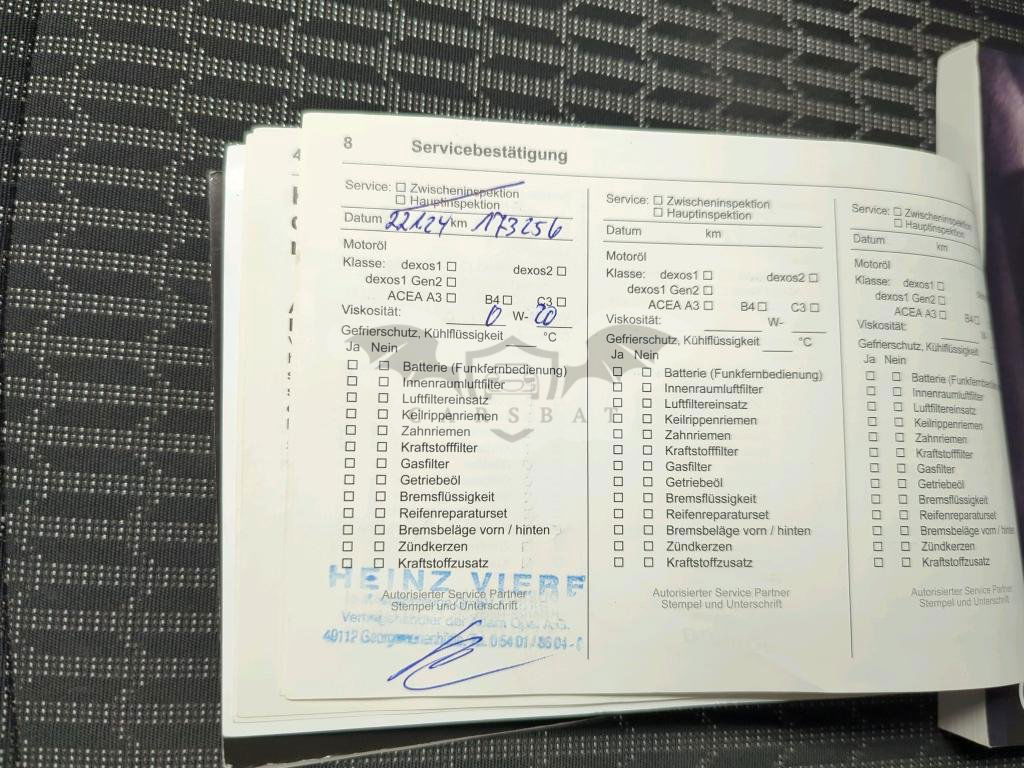 8 Servicebestätigung
Service: Zwischeninspektion
Hauptinspektion
Datum km 173256
Motoröl
Klasse: dexos1 dexos2
dexos1 Gen2
ACEA A3 B4 C3
Viskosität: 0 W- 20
Gefrierschutz, Kühlflüssigkeit °C
Ja Nein
Batterie (Funkfernbedienung)
Innenraumluftfilter
Luftfiltereinsatz
Keilrippenriemen
Zahnriemen
Kraftstofffilter
Gasfilter
Getriebeöl
Bremsflüssigkeit
Reifenreparaturset
Bremsbeläge vorn / hinten
Zündkerzen
Kraftstoffzusatz
HEINZ
Autorisierter Service Partner
Stempel und Unterschrift
Vertragshändler der Adam Opel A.G.
49112
Service: Zwischeninspektion
Hauptinspektion
Datum km
Motoröl
Klasse: dexos1 dexos2
dexos1 Gen2
ACEA A3 B4 C3
Viskosität: W-
Gefrierschutz, Kühlflüssigkeit °C
Ja Nein
Batterie (Funkfernbedienung)
Innenraumluftfilter
Luftfiltereinsatz
Keilrippenriemen
Zahnriemen
Kraftstofffilter
Gasfilter
Getriebeöl
Bremsflüssigkeit
Reifenreparaturset
Bremsbeläge vorn / hinten
Zündkerzen
Kraftstoffzusatz
Autorisierter Service Partner
Stempel und Unterschrift
Service: Zwischeninspektion
Hauptinspektion
Datum km
Motoröl
Klasse: dexos1
dexos1 Gen2
ACEA A3 B4
Viskosität:
Gefrierschutz, Kühlflüssigkeit
Ja Nein
Batterie
Innenraumluftfilter
Luftfiltereinsatz
Keilrippenriemen
Zahnriemen
Kraftstofffilter
Gasfilter
Getriebeöl
Bremsflüssigkeit
Reifenreparaturset
Bremsbeläge vorn / hinten
Zündkerzen
Kraftstoffzusatz
Autorisierter Service Partner
Stempel und Unterschrift
CARSBAT